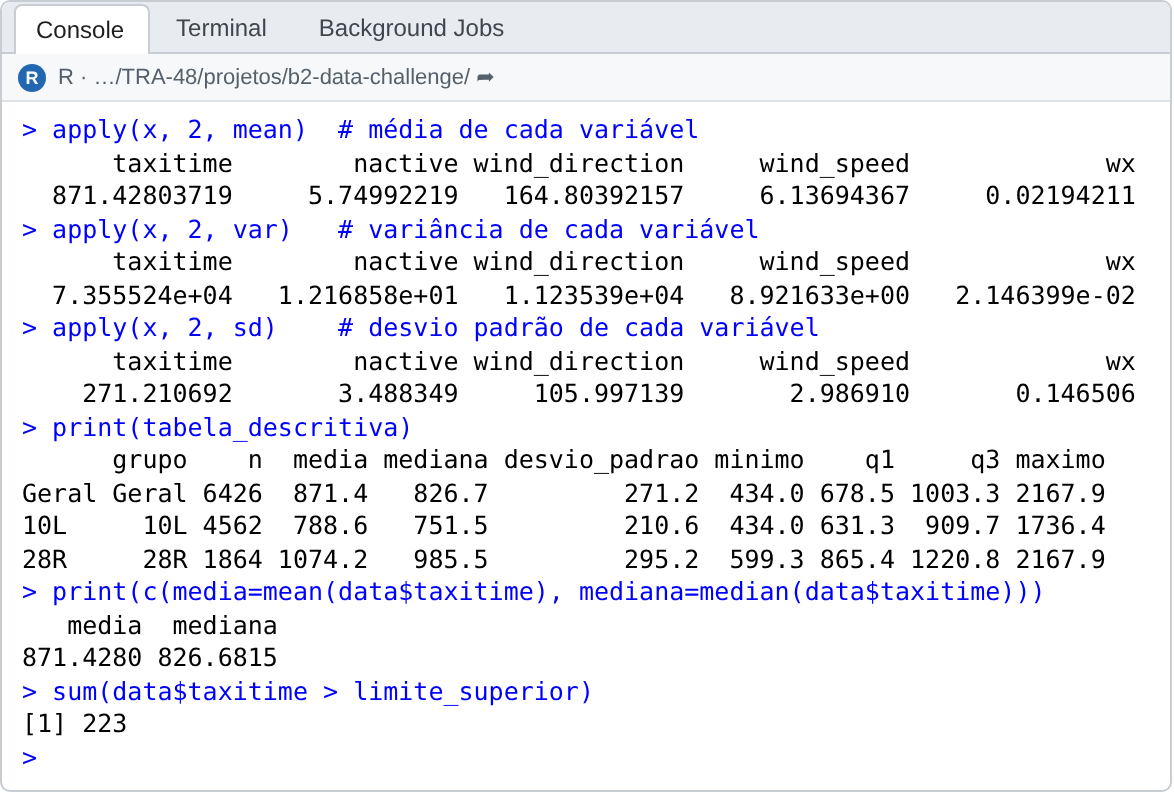 Console Terminal Background Jobs
R R · …/TRA-48/projetos/b2-data-challenge/ ➦
> apply(x, 2, mean)  # média de cada variável
      taxitime        nactive wind_direction     wind_speed             wx
  871.42803719     5.74992219   164.80392157     6.13694367     0.02194211
> apply(x, 2, var)   # variância de cada variável
      taxitime        nactive wind_direction     wind_speed             wx
  7.355524e+04   1.216858e+01   1.123539e+04   8.921633e+00   2.146399e-02
> apply(x, 2, sd)    # desvio padrão de cada variável
      taxitime        nactive wind_direction     wind_speed             wx
    271.210692       3.488349     105.997139       2.986910       0.146506
> print(tabela_descritiva)
      grupo    n  media mediana desvio_padrao minimo    q1     q3 maximo
Geral Geral 6426  871.4   826.7         271.2  434.0 678.5 1003.3 2167.9
10L     10L 4562  788.6   751.5         210.6  434.0 631.3  909.7 1736.4
28R     28R 1864 1074.2   985.5         295.2  599.3 865.4 1220.8 2167.9
> print(c(media=mean(data$taxitime), mediana=median(data$taxitime)))
   media  mediana
871.4280 826.6815
> sum(data$taxitime > limite_superior)
[1] 223
>